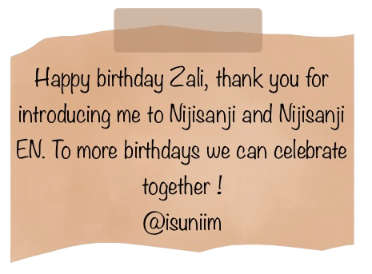 Happy birthday Zali, thank you for
introducing me to Nijisanji and Nijisanji
EN. To more birthdays we can celebrate
together !
@isuniim